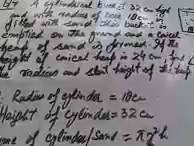 A cylindrical bucket 32 cm high
with radius of base 18 cm is
filled with sand. This bucket is
emptied on the ground and a conical
heap of sand is formed. If the
height of conical heap is 24 cm find
the radius and slant height of
Radius of cylinder = 18 cm
Height of cylinder = 32 cm
of cylinder/sand = πr²h